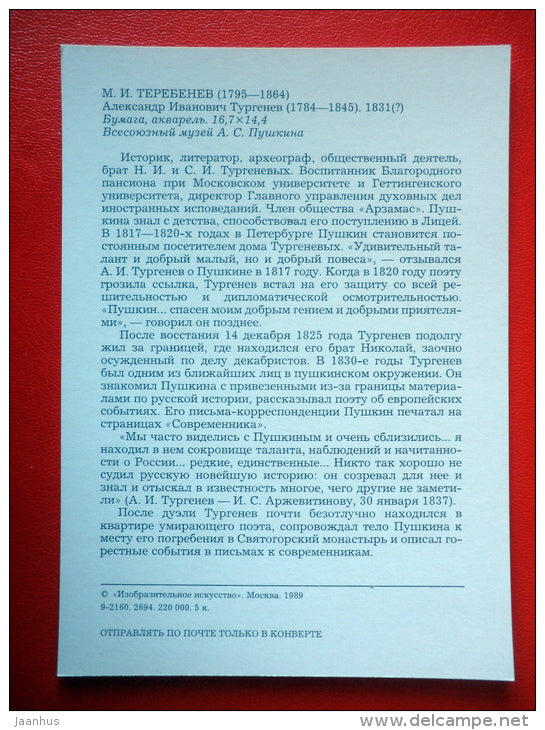 М. И. ТЕРЕБЕНЕВ (1795—1864)
Александр Иванович Тургенев (1784—1845). 1831(?)
Бумага, акварель. 16,7×14,4
Всесоюзный музей А. С. Пушкина
Историк, литератор, археограф, общественный деятель,
брат Н. И. и С. И. Тургеневых. Воспитанник Благородного
пансиона при Московском университете и Геттингенского
университета, директор Главного управления духовных дел
иностранных исповеданий. Член общества «Арзамас». Пуш-
кина знал с детства, способствовал его поступлению в Лицей.
В 1817—1820-х годах в Петербурге Пушкин становится по-
стоянным посетителем дома Тургеневых. «Удивительный та-
лант и добрый малый, но и добрый повеса», — отзывался
А. И. Тургенев о Пушкине в 1817 году. Когда в 1820 году поэту
грозила ссылка, Тургенев встал на его защиту со всей ре-
шительностью и дипломатической осмотрительностью.
«Пушкин... спасен моим добрым гением и добрыми приятеля-
ми», — говорил он позднее.
После восстания 14 декабря 1825 года Тургенев подолгу
жил за границей, где находился его брат Николай, заочно
осужденный по делу декабристов. В 1830-е годы Тургенев
был одним из ближайших лиц в пушкинском окружении. Он
знакомил Пушкина с привезенными из-за границы материа-
лами по русской истории, рассказывал поэту об европейских
событиях. Его письма-корреспонденции Пушкин печатал на
страницах «Современника».
«Мы часто виделись с Пушкиным и очень сблизились... я
находил в нем сокровище таланта, наблюдений и начитанно-
сти о России... редкие, единственные... Никто так хорошо не
судил русскую новейшую историю: он созревал для нее и
знал и отыскал в известность многое, чего другие не замети-
ли» (А. И. Тургенев — И. С. Аржевитинову, 30 января 1837).
После дуэли Тургенев почти безотлучно находился в
квартире умирающего поэта, сопровождал тело Пушкина к
месту его погребения в Святогорский монастырь и описал го-
рестные события в письмах к современникам.
© «Изобразительное искусство». Москва. 1989
9–2160. 2694. 220 000. 5 к.
ОТПРАВЛЯТЬ ПО ПОЧТЕ ТОЛЬКО В КОНВЕРТЕ
jaanhus
www.delcampe.net